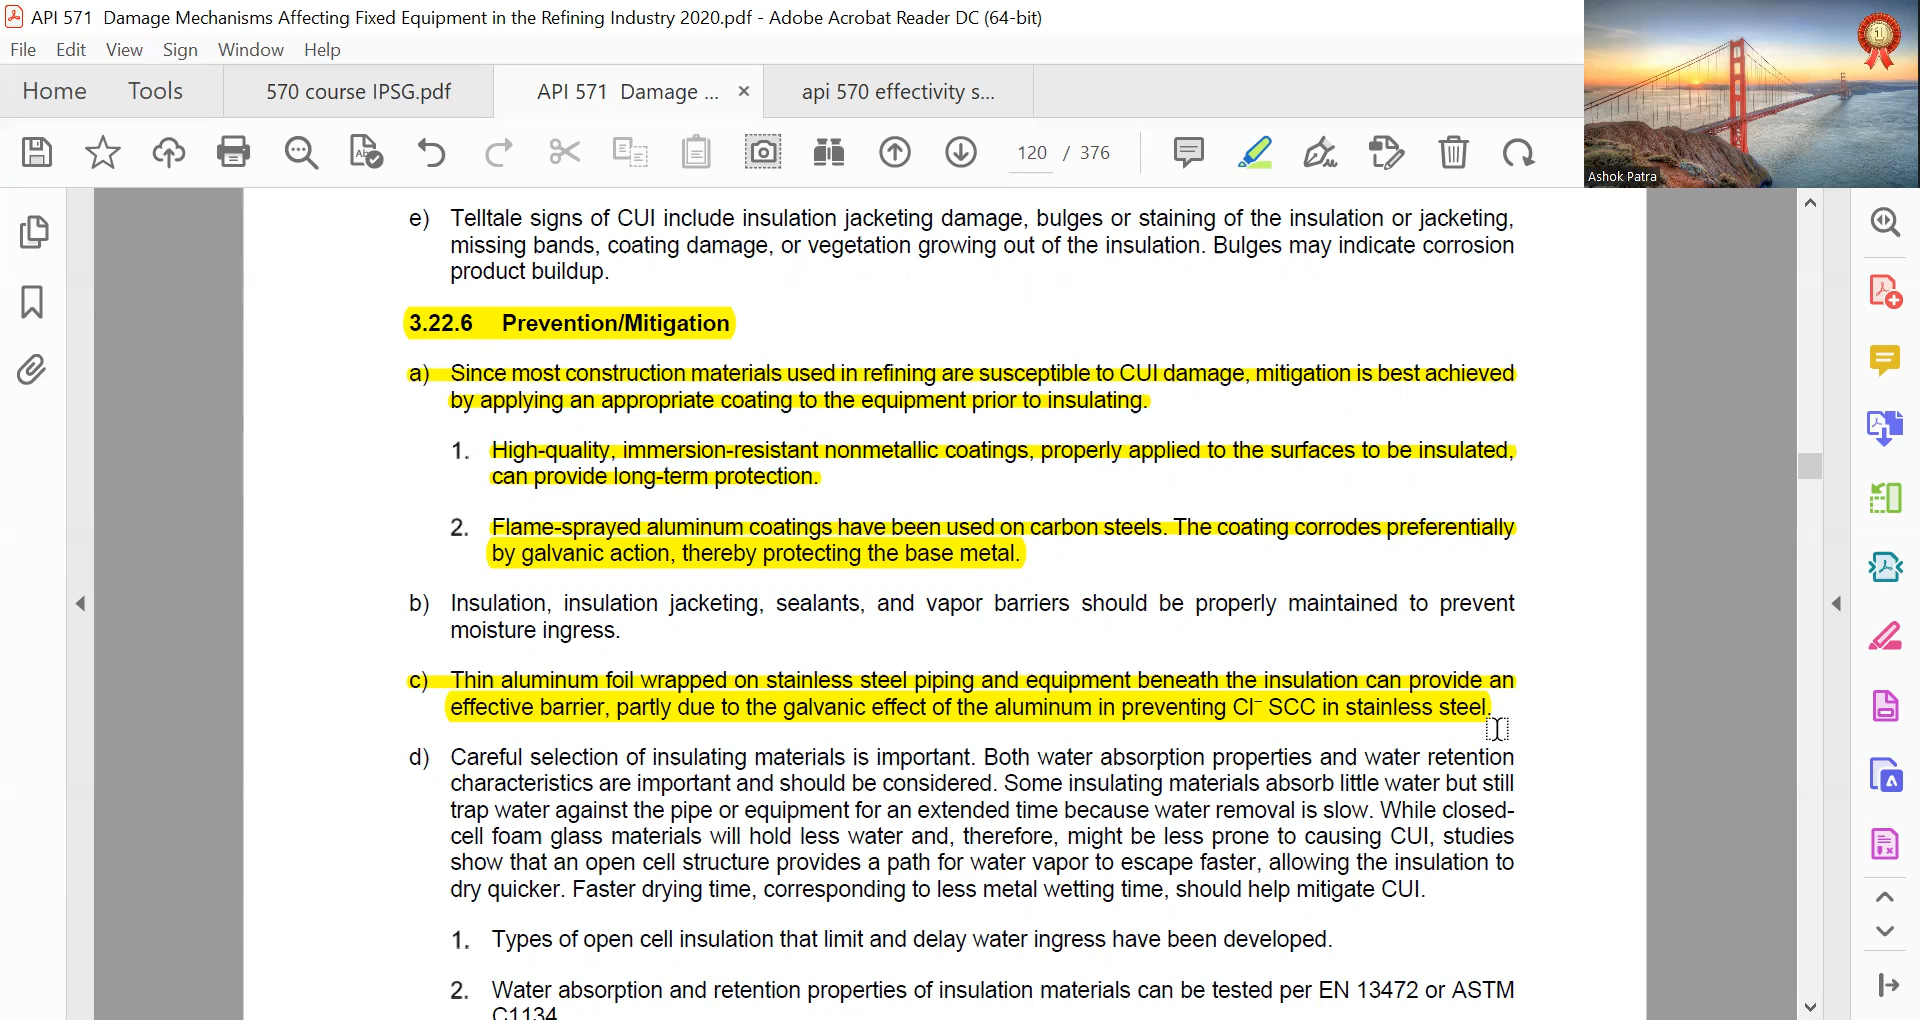 API 571 Damage Mechanisms Affecting Fixed Equipment in the Refining Industry 2020.pdf - Adobe Acrobat Reader DC (64-bit)
File Edit View Sign Window Help
Home Tools 570 course IPSG.pdf API 571 Damage ... × api 570 effectivity s...
120 / 376
1
Ashok Patra
e) Telltale signs of CUI include insulation jacketing damage, bulges or staining of the insulation or jacketing,
missing bands, coating damage, or vegetation growing out of the insulation. Bulges may indicate corrosion
product buildup.
3.22.6 Prevention/Mitigation
a) Since most construction materials used in refining are susceptible to CUI damage, mitigation is best achieved
by applying an appropriate coating to the equipment prior to insulating.
1. High-quality, immersion-resistant nonmetallic coatings, properly applied to the surfaces to be insulated,
can provide long-term protection.
2. Flame-sprayed aluminum coatings have been used on carbon steels. The coating corrodes preferentially
by galvanic action, thereby protecting the base metal.
b) Insulation, insulation jacketing, sealants, and vapor barriers should be properly maintained to prevent
moisture ingress.
c) Thin aluminum foil wrapped on stainless steel piping and equipment beneath the insulation can provide an
effective barrier, partly due to the galvanic effect of the aluminum in preventing Cl⁻ SCC in stainless steel.
d) Careful selection of insulating materials is important. Both water absorption properties and water retention
characteristics are important and should be considered. Some insulating materials absorb little water but still
trap water against the pipe or equipment for an extended time because water removal is slow. While closed-
cell foam glass materials will hold less water and, therefore, might be less prone to causing CUI, studies
show that an open cell structure provides a path for water vapor to escape faster, allowing the insulation to
dry quicker. Faster drying time, corresponding to less metal wetting time, should help mitigate CUI.
1. Types of open cell insulation that limit and delay water ingress have been developed.
2. Water absorption and retention properties of insulation materials can be tested per EN 13472 or ASTM
C1134